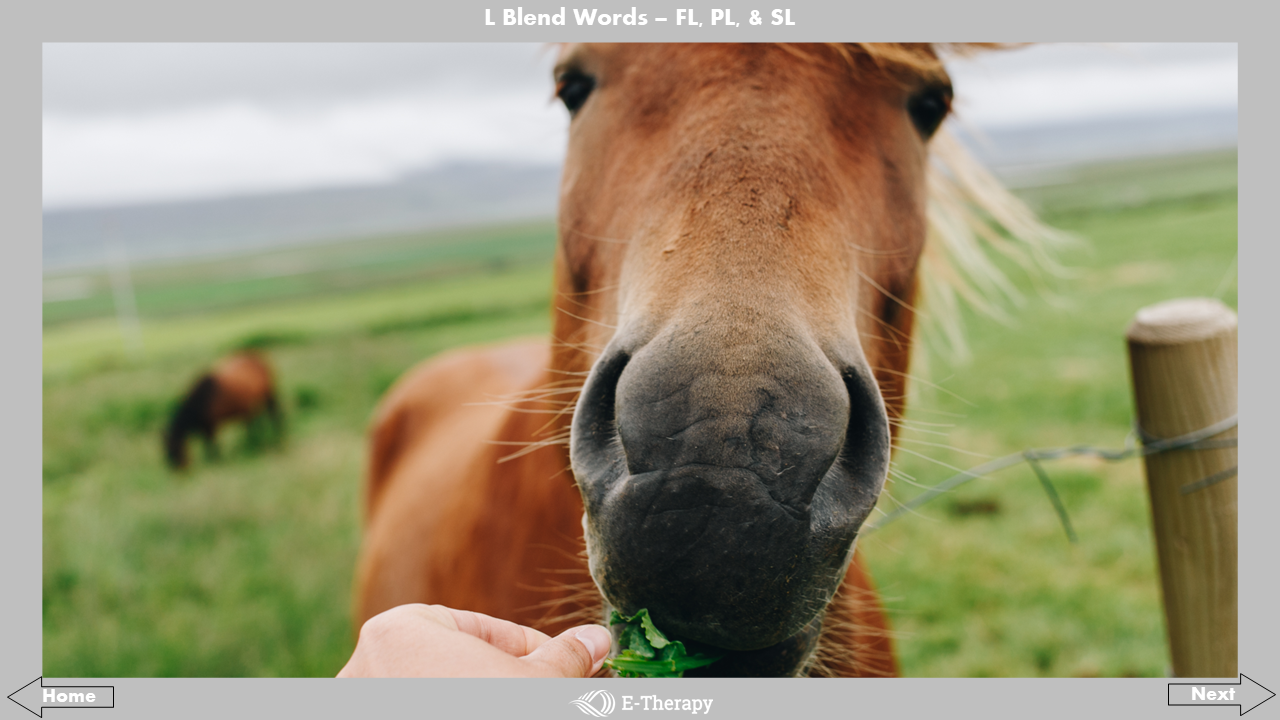 L Blend Words – FL, PL, & SL
Home
E-Therapy
Next